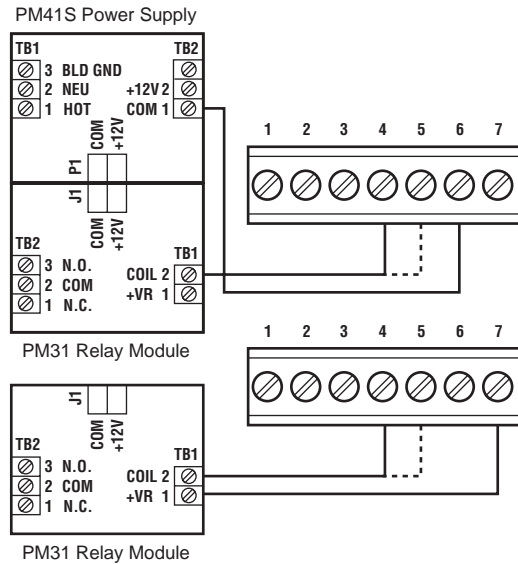 PM41S Power Supply
TB1 TB2
3 BLD GND
2 NEU +12V 2
1 HOT COM 1
P1 COM +12V
J1 COM +12V
TB2 TB1
3 N.O. COIL 2
2 COM +VR 1
1 N.C.
PM31 Relay Module
1 2 3 4 5 6 7
1 2 3 4 5 6 7
J1 COM +12V
TB2 TB1
3 N.O. COIL 2
2 COM +VR 1
1 N.C.
PM31 Relay Module